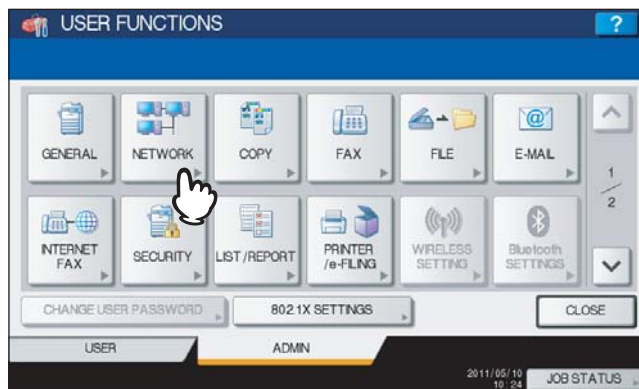 USER FUNCTIONS
?
GENERAL
NETWORK
COPY
FAX
FILE
E-MAIL
1
2
INTERNET
FAX
SECURITY
LIST/REPORT
PRINTER
/e-FILING
WIRELESS
SETTING
Bluetooth
SETTINGS
CHANGE USER PASSWORD
802.1X SETTINGS
CLOSE
USER
ADMIN
2011/05/10
10:24
JOB STATUS